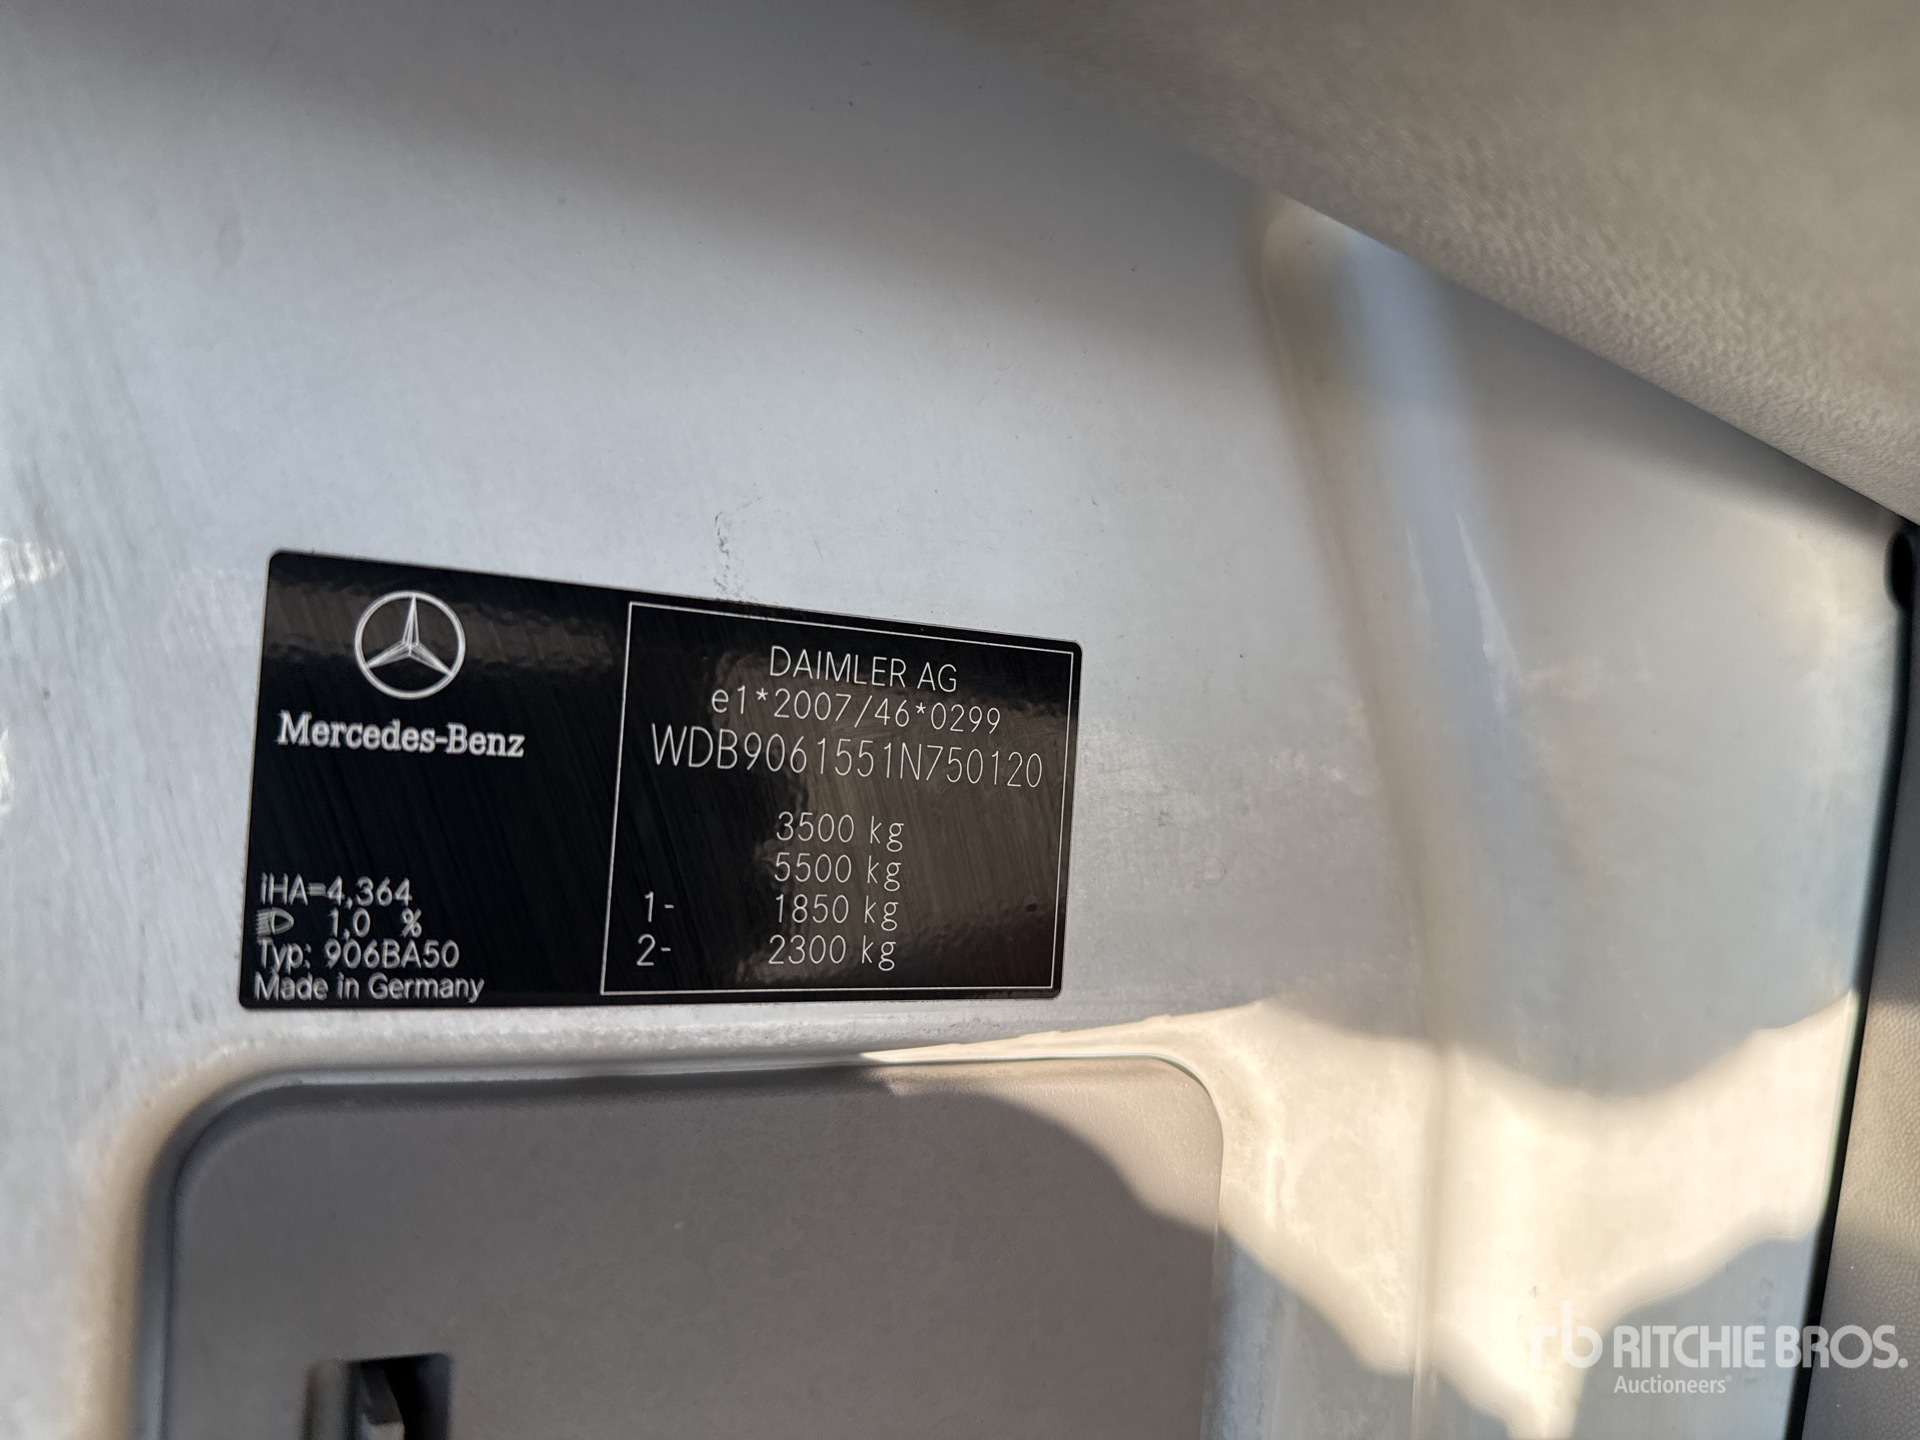 Mercedes-Benz
iHA=4,364
1,0 %
Typ: 906BA50
Made in Germany
DAIMLER AG
e1*2007/46*0299
WDB9061551N750120
3500 kg
5500 kg
1- 1850 kg
2- 2300 kg
rb RITCHIE BROS.
Auctioneers